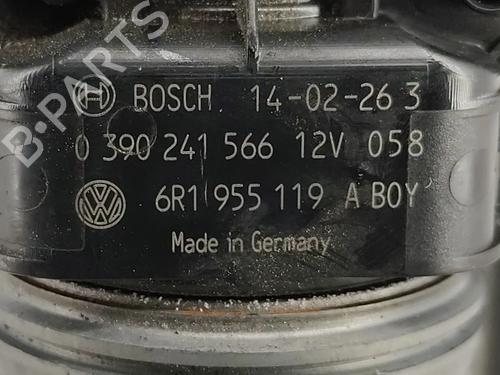 B-PARTS
BOSCH 14-02-26 3
0 390 241 566 12V 058
6R1 955 119 A BOY
Made in Germany